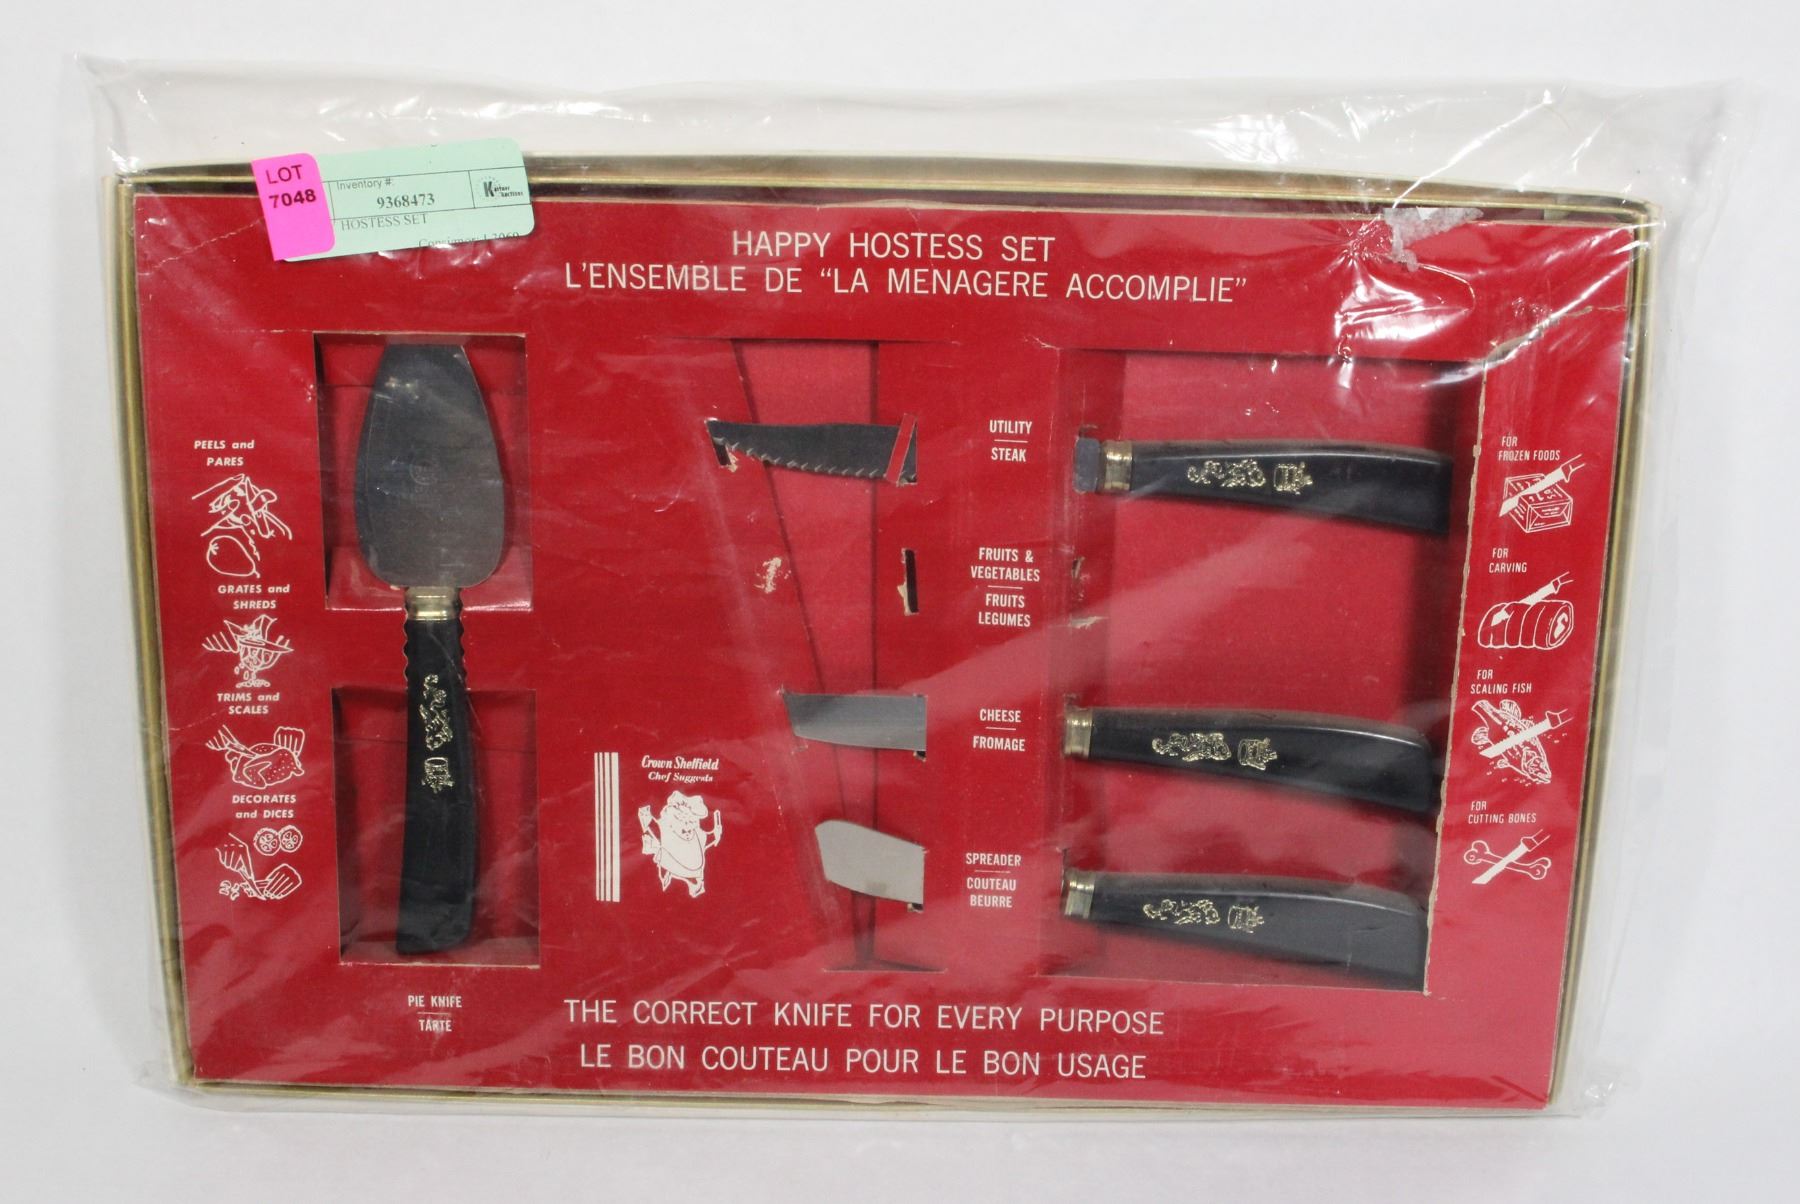 LOT
7048
Inventory #:
9368473
HOSTESS SET
HAPPY HOSTESS SET
L'ENSEMBLE DE “LA MENAGERE ACCOMPLIE”
PEELS and
PARES
GRATES and
SHREDS
TRIMS and
SCALES
DECORATES
and DICES
PIE KNIFE
TARTE
Crown Sheffield
Chef Suggests
UTILITY
STEAK
FRUITS &
VEGETABLES
FRUITS
LEGUMES
CHEESE
FROMAGE
SPREADER
COUTEAU
BEURRE
FOR
FROZEN FOODS
FOR
CARVING
FOR
SCALING FISH
FOR
CUTTING BONES
THE CORRECT KNIFE FOR EVERY PURPOSE
LE BON COUTEAU POUR LE BON USAGE